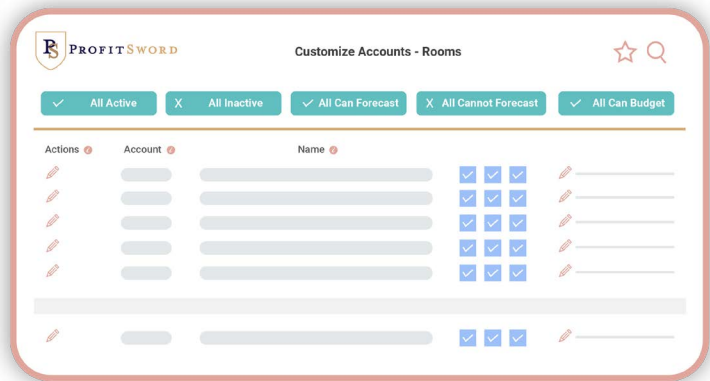 PS PROFITSWORD
Customize Accounts - Rooms
All Active
X All Inactive
All Can Forecast
X All Cannot Forecast
All Can Budget
Actions Account Name